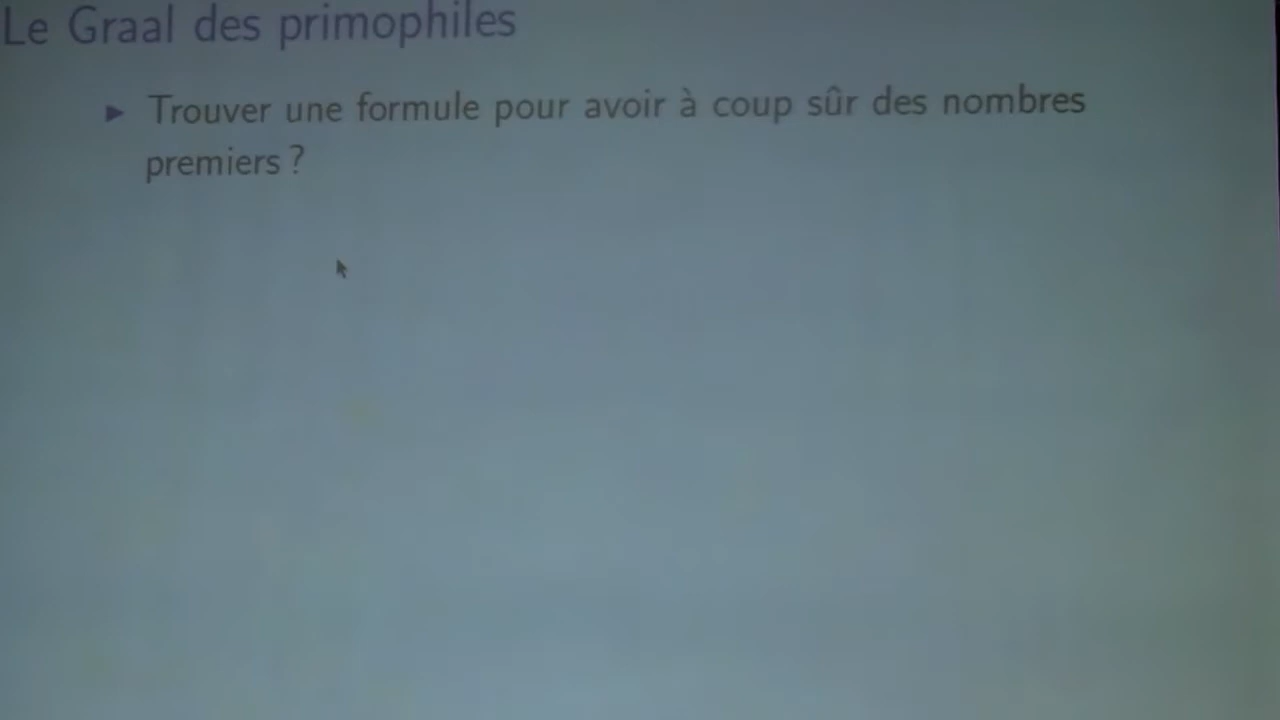 Le Graal des primophiles
▶ Trouver une formule pour avoir à coup sûr des nombres
premiers ?